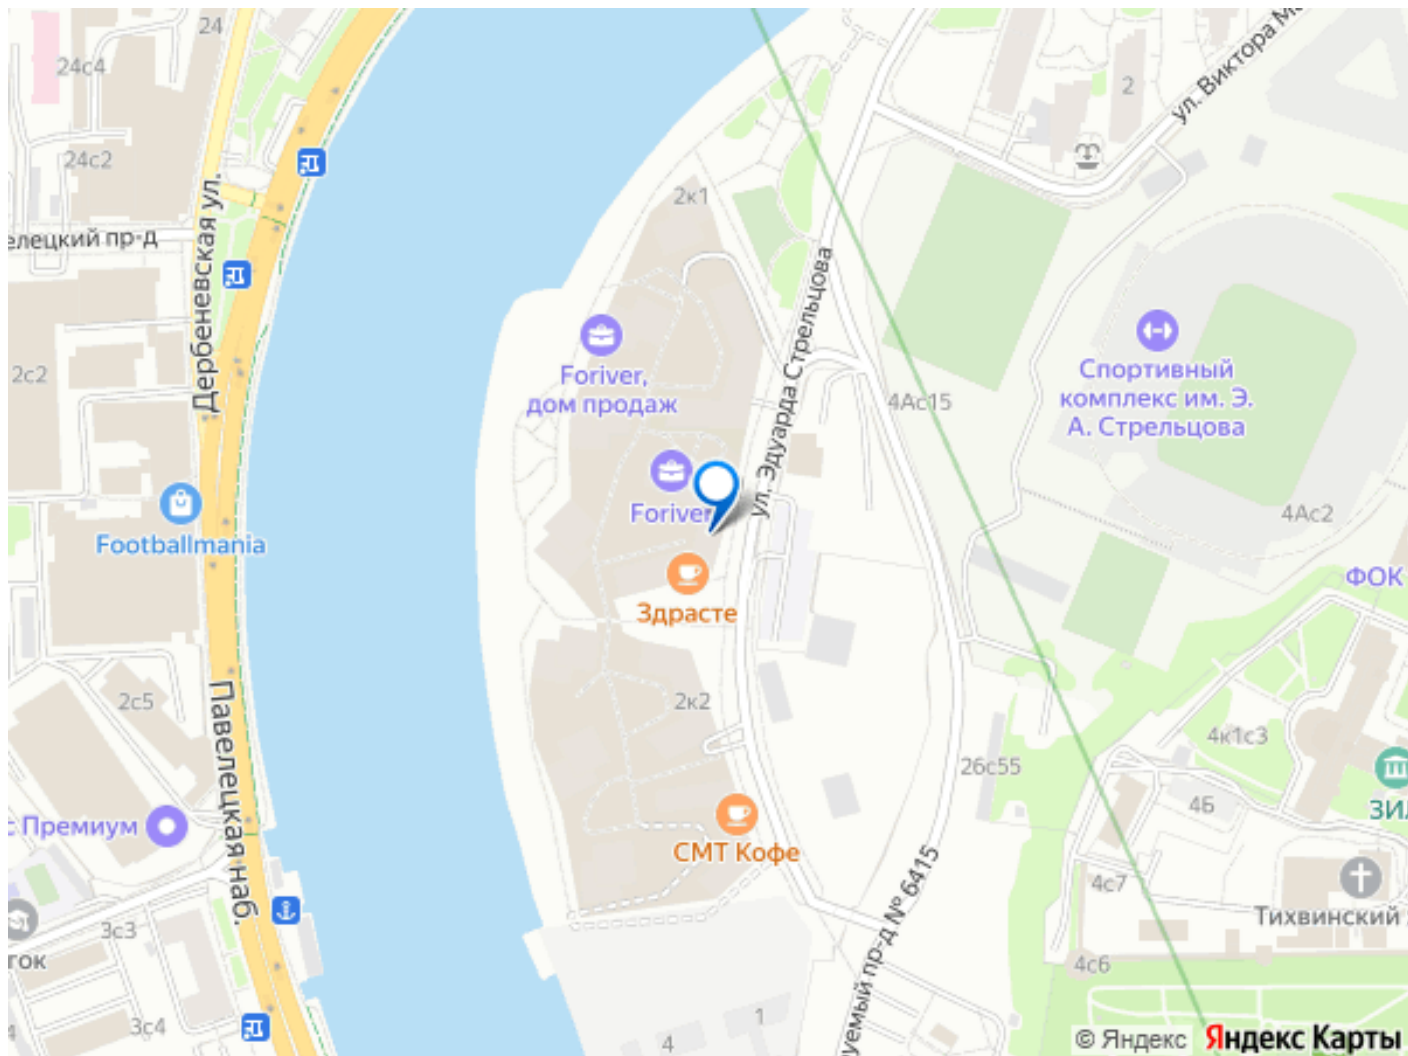 24
24с4
2
ул. Виктора М
24с2
2к1
Дербеневская ул.
елецкий пр-д
ул. Эдуарда Стрельцова
2с2
Foriver,
дом продаж
4Ас15
Спортивный
комплекс им. Э.
А. Стрельцова
Foriver
4Ас2
Footballmania
Здрасте
ФОК
2с5
Павелецкая наб.
2к2
4к1с3
26с55
4Б
ЗИЛ
с Премиум
СМТ Кофе
4с7
3с3
ток
уемый пр-д № 6415
Тихвинский
4с6
3с4
4
1
4
© Яндекс
Яндекс Карты